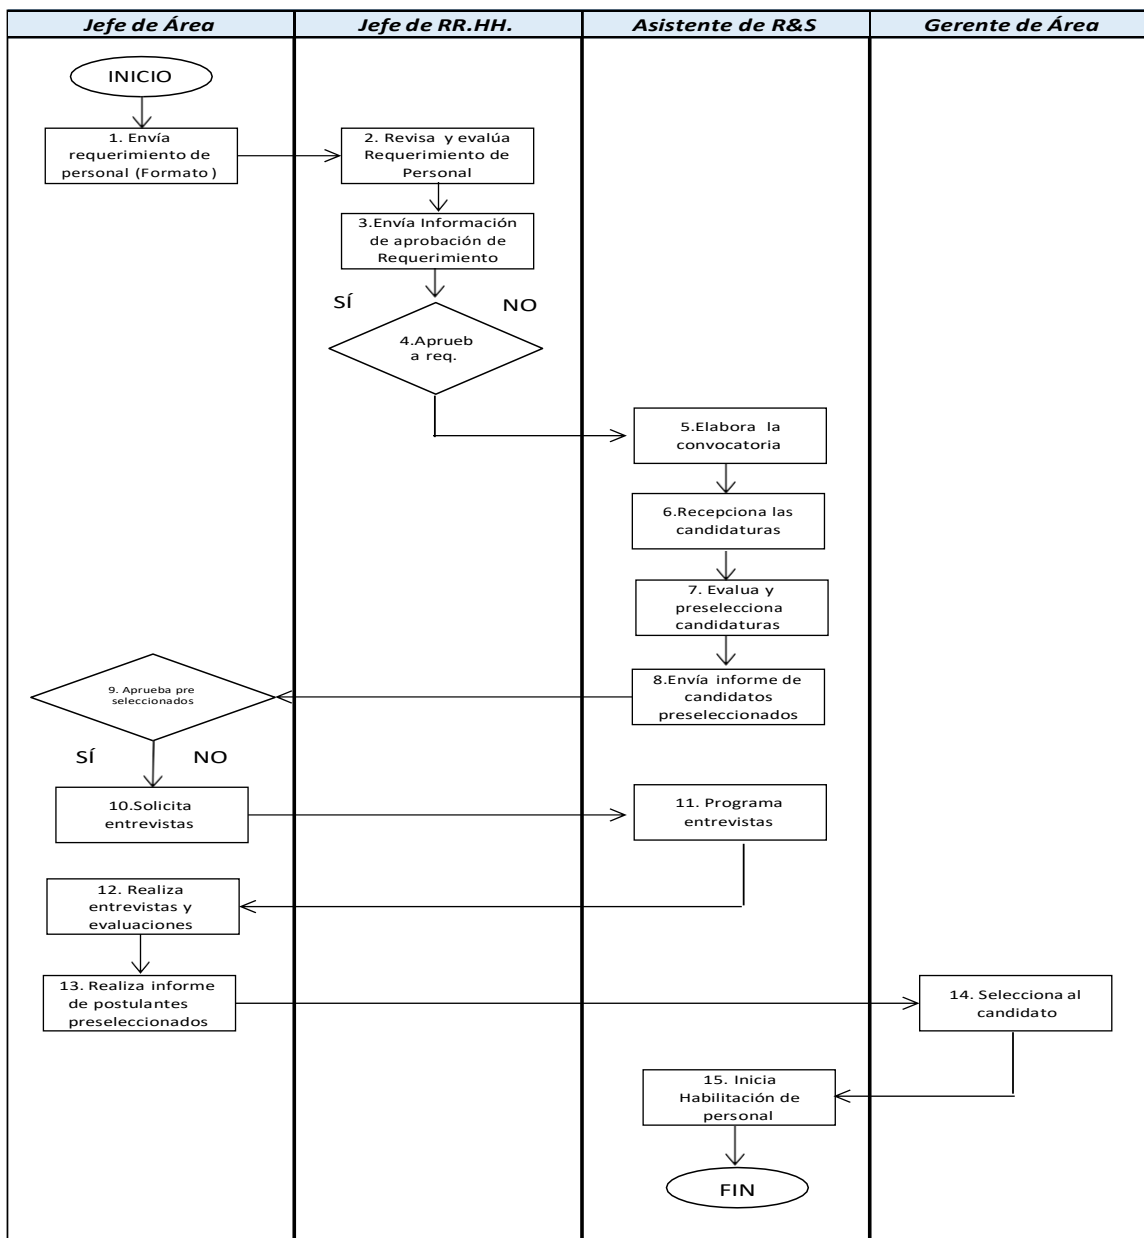 Jefe de Área
Jefe de RR.HH.
Asistente de R&S
Gerente de Área
INICIO
1. Envía
requerimiento de
personal (Formato)
2. Revisa y evalúa
Requerimiento de
Personal
3.Envía Información
de aprobación de
Requerimiento
SÍ
NO
4.Aprueb
a req.
5.Elabora la
convocatoria
6.Recepciona las
candidaturas
7. Evalua y
preselecciona
candidaturas
8.Envía informe de
candidatos
preseleccionados
9. Aprueba pre
seleccionados
SÍ
NO
10.Solicita
entrevistas
11. Programa
entrevistas
12. Realiza
entrevistas y
evaluaciones
13. Realiza informe
de postulantes
preseleccionados
14. Selecciona al
candidato
15. Inicia
Habilitación de
personal
FIN